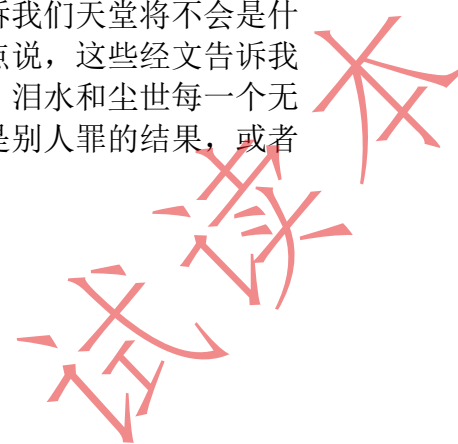 诉我们天堂将不会是什
点说，这些经文告诉我
泪水和尘世每一个无
是别人罪的结果，或者
试读本